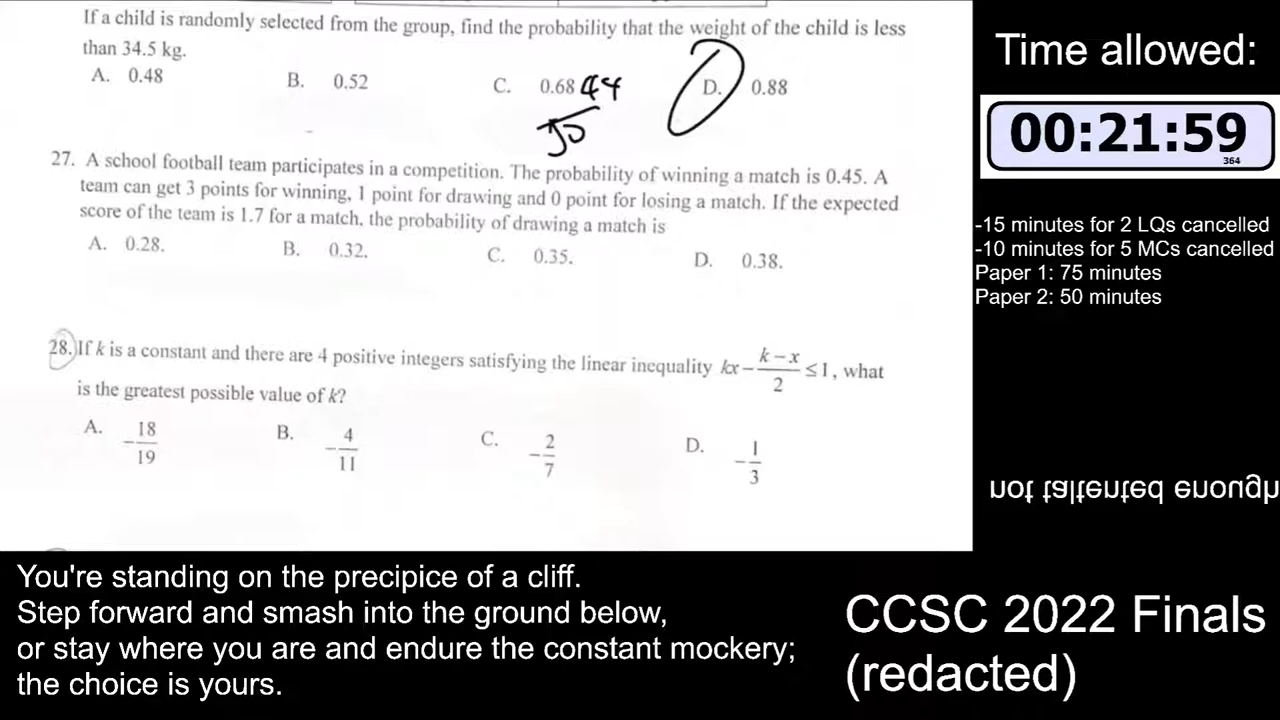 If a child is randomly selected from the group, find the probability that the weight of the child is less
than 34.5 kg.
A. 0.48 B. 0.52 C. 0.68 44 D. 0.88
50
27. A school football team participates in a competition. The probability of winning a match is 0.45. A
team can get 3 points for winning, 1 point for drawing and 0 point for losing a match. If the expected
score of the team is 1.7 for a match, the probability of drawing a match is
A. 0.28. B. 0.32. C. 0.35. D. 0.38.
28. If k is a constant and there are 4 positive integers satisfying the linear inequality kx − (k − x)/2 ≤ 1, what
is the greatest possible value of k?
A. −18/19 B. −4/11 C. −2/7 D. −1/3
Time allowed:
00:21:59
364
-15 minutes for 2 LQs cancelled
-10 minutes for 5 MCs cancelled
Paper 1: 75 minutes
Paper 2: 50 minutes
not taltented enough
You're standing on the precipice of a cliff.
Step forward and smash into the ground below,
or stay where you are and endure the constant mockery;
the choice is yours.
CCSC 2022 Finals
(redacted)